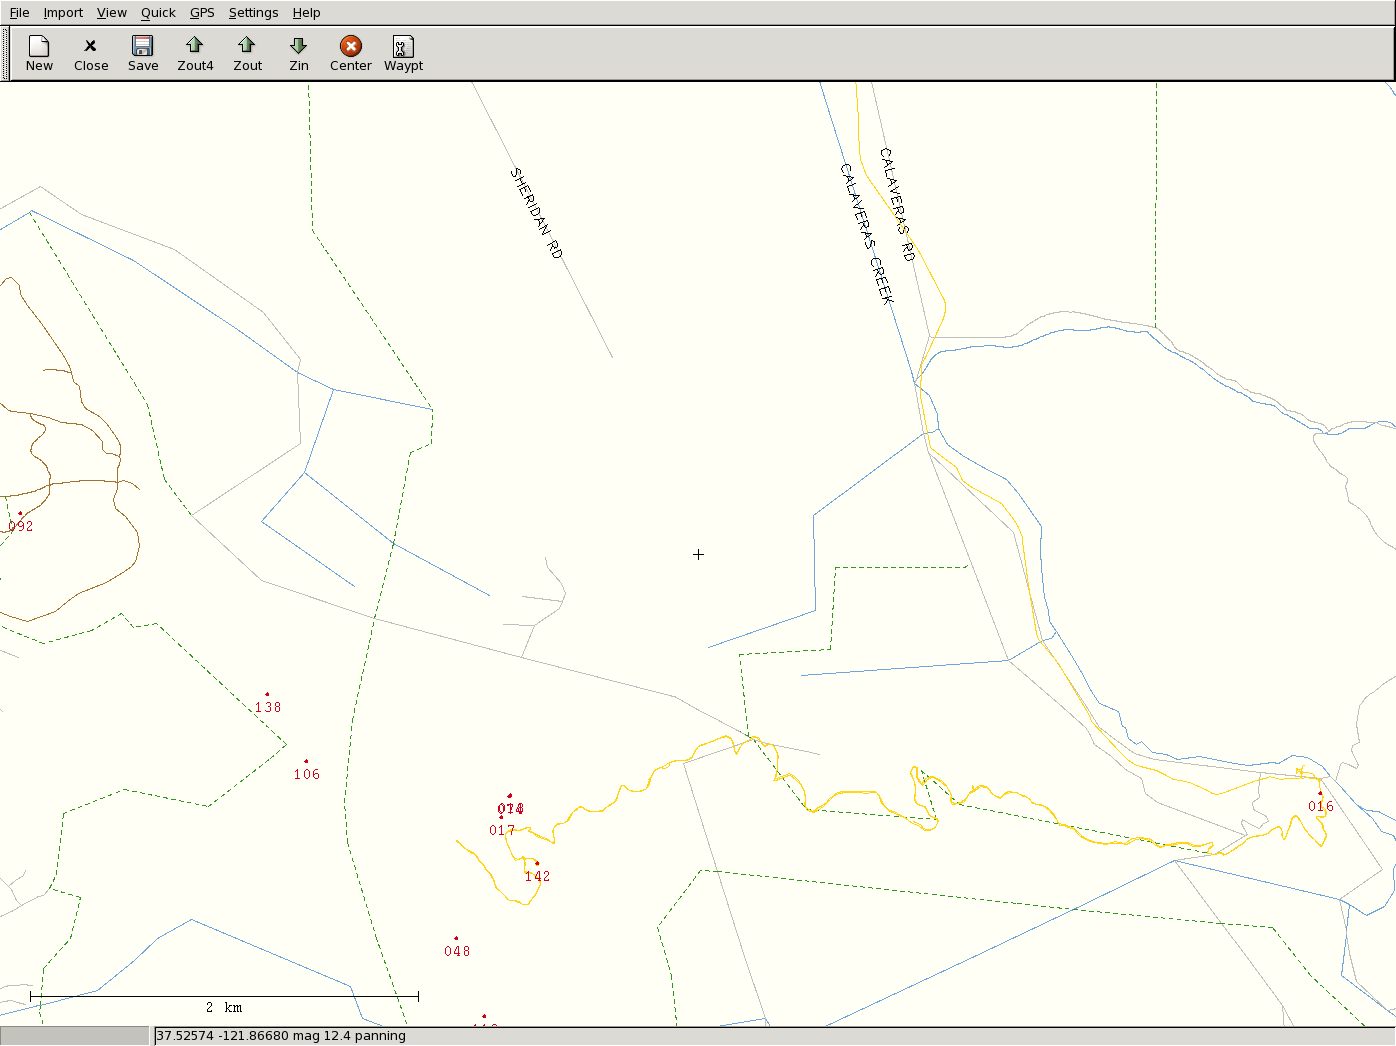 File Import View Quick GPS Settings Help
New Close Save Zout4 Zout Zin Center Waypt
SHERIDAN RD
CALAVERAS CREEK
CALAVERAS RD
092
138
106
017
142
016
048
2 km
37.52574 -121.86680 mag 12.4 panning